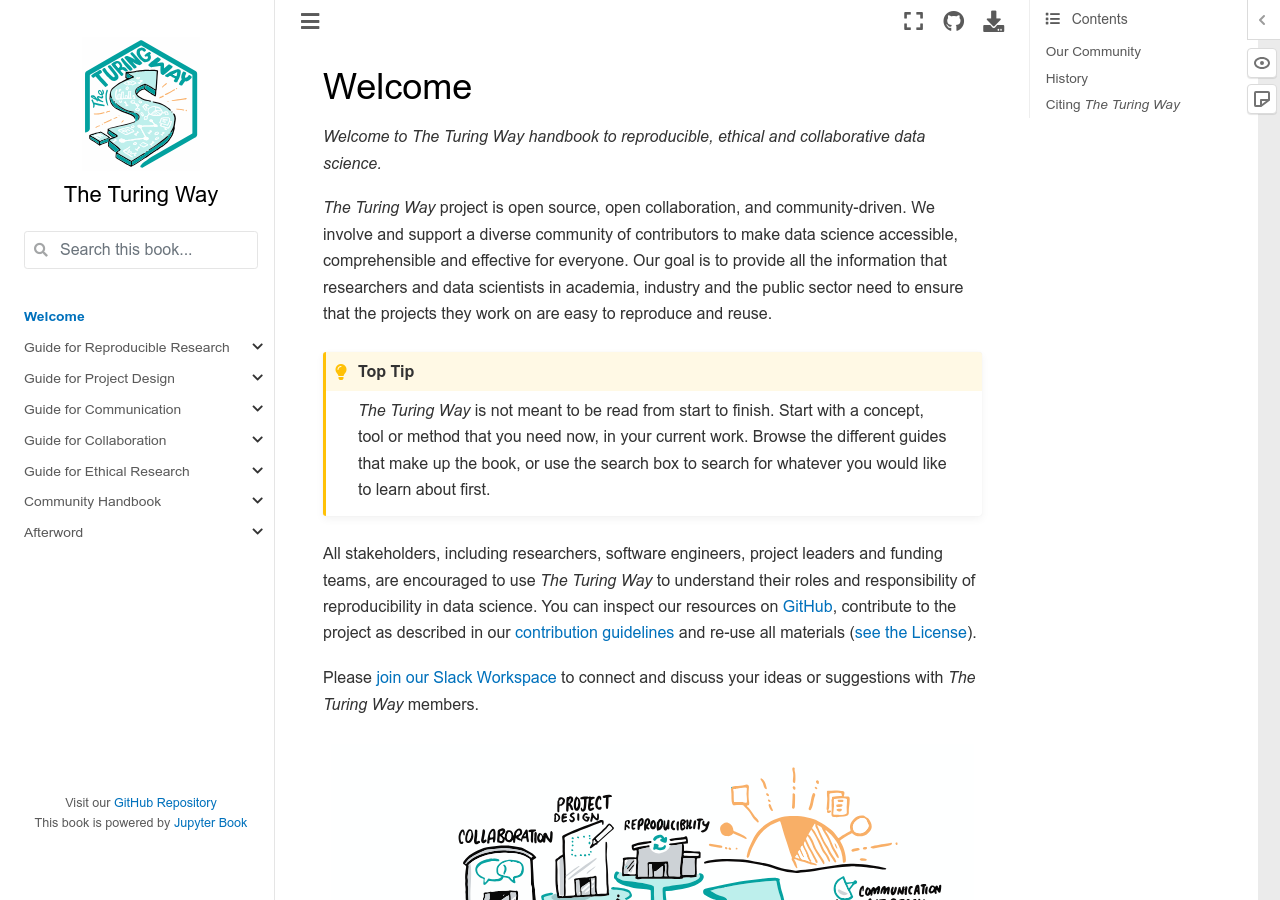 The TURING WAY
The Turing Way
Search this book...
Welcome
Guide for Reproducible Research
Guide for Project Design
Guide for Communication
Guide for Collaboration
Guide for Ethical Research
Community Handbook
Afterword
Visit our GitHub Repository
This book is powered by Jupyter Book
Welcome
Welcome to The Turing Way handbook to reproducible, ethical and collaborative data
science.
The Turing Way project is open source, open collaboration, and community-driven. We
involve and support a diverse community of contributors to make data science accessible,
comprehensible and effective for everyone. Our goal is to provide all the information that
researchers and data scientists in academia, industry and the public sector need to ensure
that the projects they work on are easy to reproduce and reuse.
Top Tip
The Turing Way is not meant to be read from start to finish. Start with a concept,
tool or method that you need now, in your current work. Browse the different guides
that make up the book, or use the search box to search for whatever you would like
to learn about first.
All stakeholders, including researchers, software engineers, project leaders and funding
teams, are encouraged to use The Turing Way to understand their roles and responsibility of
reproducibility in data science. You can inspect our resources on GitHub, contribute to the
project as described in our contribution guidelines and re-use all materials (see the License).
Please join our Slack Workspace to connect and discuss your ideas or suggestions with The
Turing Way members.
PROJECT
DESIGN
COLLABORATION
REPRODUCIBILITY
COMMUNICATION
Contents
Our Community
History
Citing The Turing Way